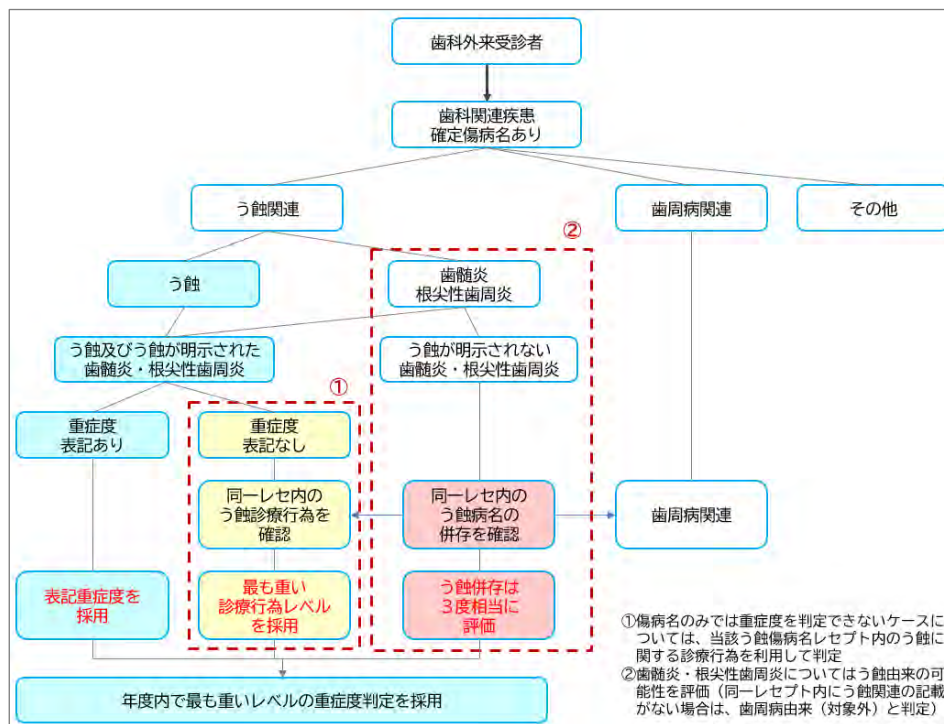 歯科外来受診者
歯科関連疾患
確定傷病名あり
う蝕関連
歯周病関連
その他
②
う蝕
歯髄炎
根尖性歯周炎
う蝕及びう蝕が明示された
歯髄炎・根尖性歯周炎
う蝕が明示されない
歯髄炎・根尖性歯周炎
①
重症度
表記あり
重症度
表記なし
同一レセ内の
う蝕診療行為を
確認
同一レセ内の
う蝕病名の
併存を確認
歯周病関連
表記重症度を
採用
最も重い
診療行為レベル
を採用
う蝕併存は
３度相当に
評価
①傷病名のみでは重症度を判定できないケースに
ついては、当該う蝕傷病名レセプト内のう蝕に
関する診療行為を利用して判定
②歯髄炎・根尖性歯周炎についてはう蝕由来の可
能性を評価（同一レセプト内にう蝕関連の記載
がない場合は、歯周病由来（対象外）と判定）
年度内で最も重いレベルの重症度判定を採用